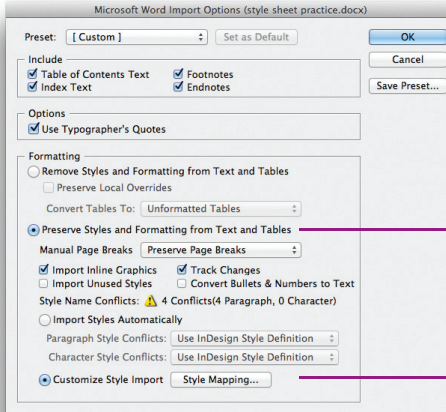 Microsoft Word Import Options (style sheet practice.docx)
Preset: [ Custom ] Set as Default OK
Cancel
Save Preset...
Include
Table of Contents Text Footnotes
Index Text Endnotes
Options
Use Typographer's Quotes
Formatting
Remove Styles and Formatting from Text and Tables
Preserve Local Overrides
Convert Tables To: Unformatted Tables
Preserve Styles and Formatting from Text and Tables
Manual Page Breaks Preserve Page Breaks
Import Inline Graphics Track Changes
Import Unused Styles Convert Bullets & Numbers to Text
Style Name Conflicts: 4 Conflicts(4 Paragraph, 0 Character)
Import Styles Automatically
Paragraph Style Conflicts: Use InDesign Style Definition
Character Style Conflicts: Use InDesign Style Definition
Customize Style Import Style Mapping...